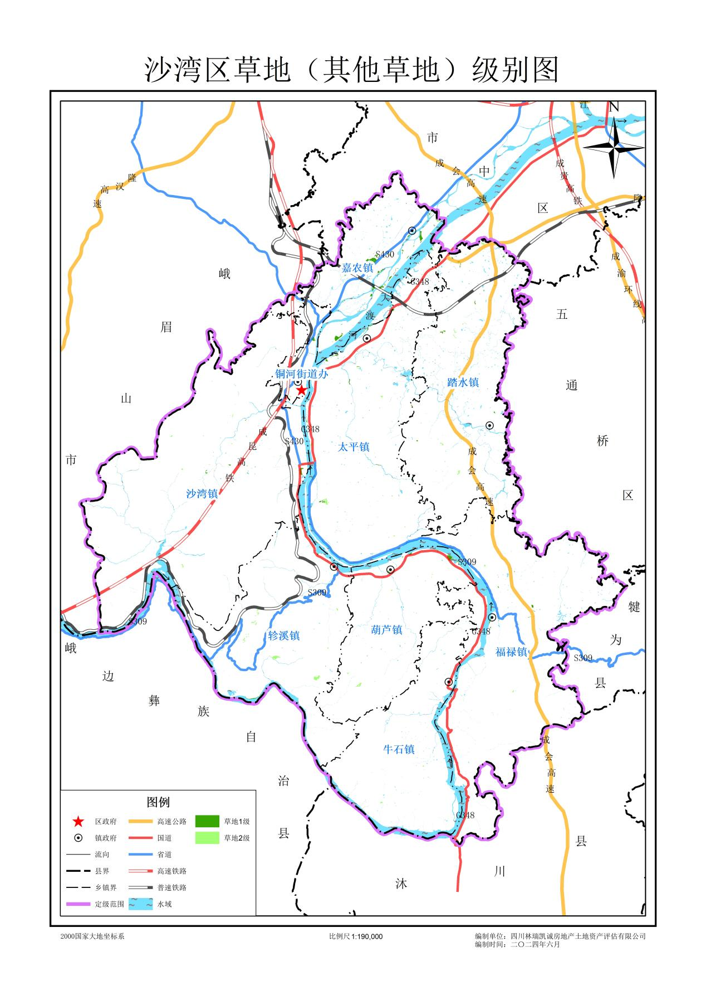 沙湾区草地（其他草地）级别图
江
N
市
成会高速
中
成贵高铁
区
隆汉高速
隆
峨
S430
嘉农镇
成渝环线高
G348
大渡河
五
眉
铜河街道办
踏水镇
通
山
成昆高铁
G348
S430
太平镇
桥
市
成会高速
沙湾镇
区
S309
S309
S309
犍
轸溪镇
葫芦镇
G348
福禄镇
为
S309
县
峨
边
彝
族
自
治
县
牛石镇
成会高速
G348
县
川
沐
图例
区政府
高速公路
草地1级
镇政府
国道
草地2级
流向
省道
县界
高速铁路
乡镇界
普速铁路
定级范围
水域
2000国家大地坐标系
比例尺 1:190,000
编制单位：四川林瑞凯诚房地产土地资产评估有限公司
编制时间：二〇二四年六月